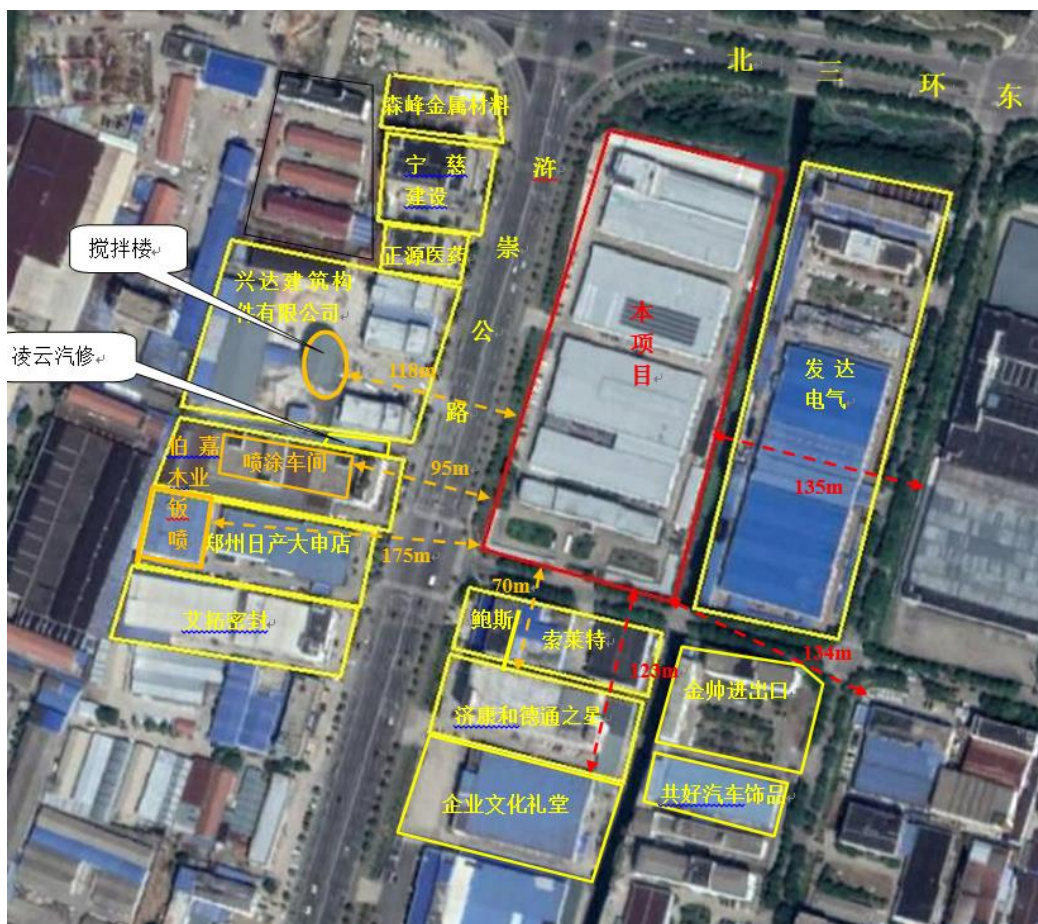 北三环东
森峰金属材料
宁慈
建设
浒
崇
公
路
正源医药
搅拌楼
兴达建筑构
件有限公司
本
项
目
凌云汽修
118m
发达
电气
伯嘉
木业
喷涂车间
95m
135m
钣
喷
郑州日产大申店
175m
70m
艾柘密封
鲍斯
索莱特
134m
123m
金帅进出口
济康和德通之星
企业文化礼堂
共好汽车饰品